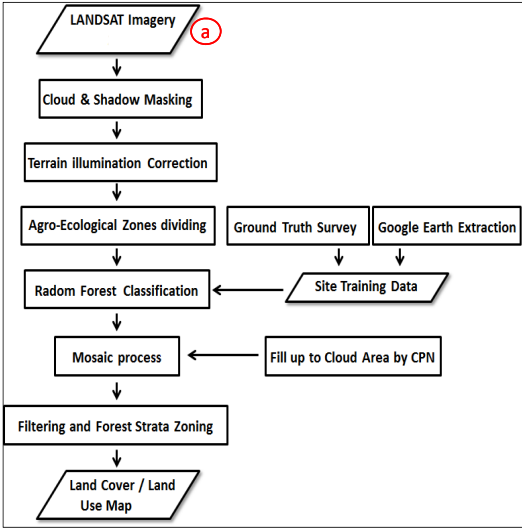 LANDSAT Imagery
a
Cloud & Shadow Masking
Terrain illumination Correction
Agro-Ecological Zones dividing
Ground Truth Survey
Google Earth Extraction
Radom Forest Classification
Site Training Data
Mosaic process
Fill up to Cloud Area by CPN
Filtering and Forest Strata Zoning
Land Cover / Land
Use Map